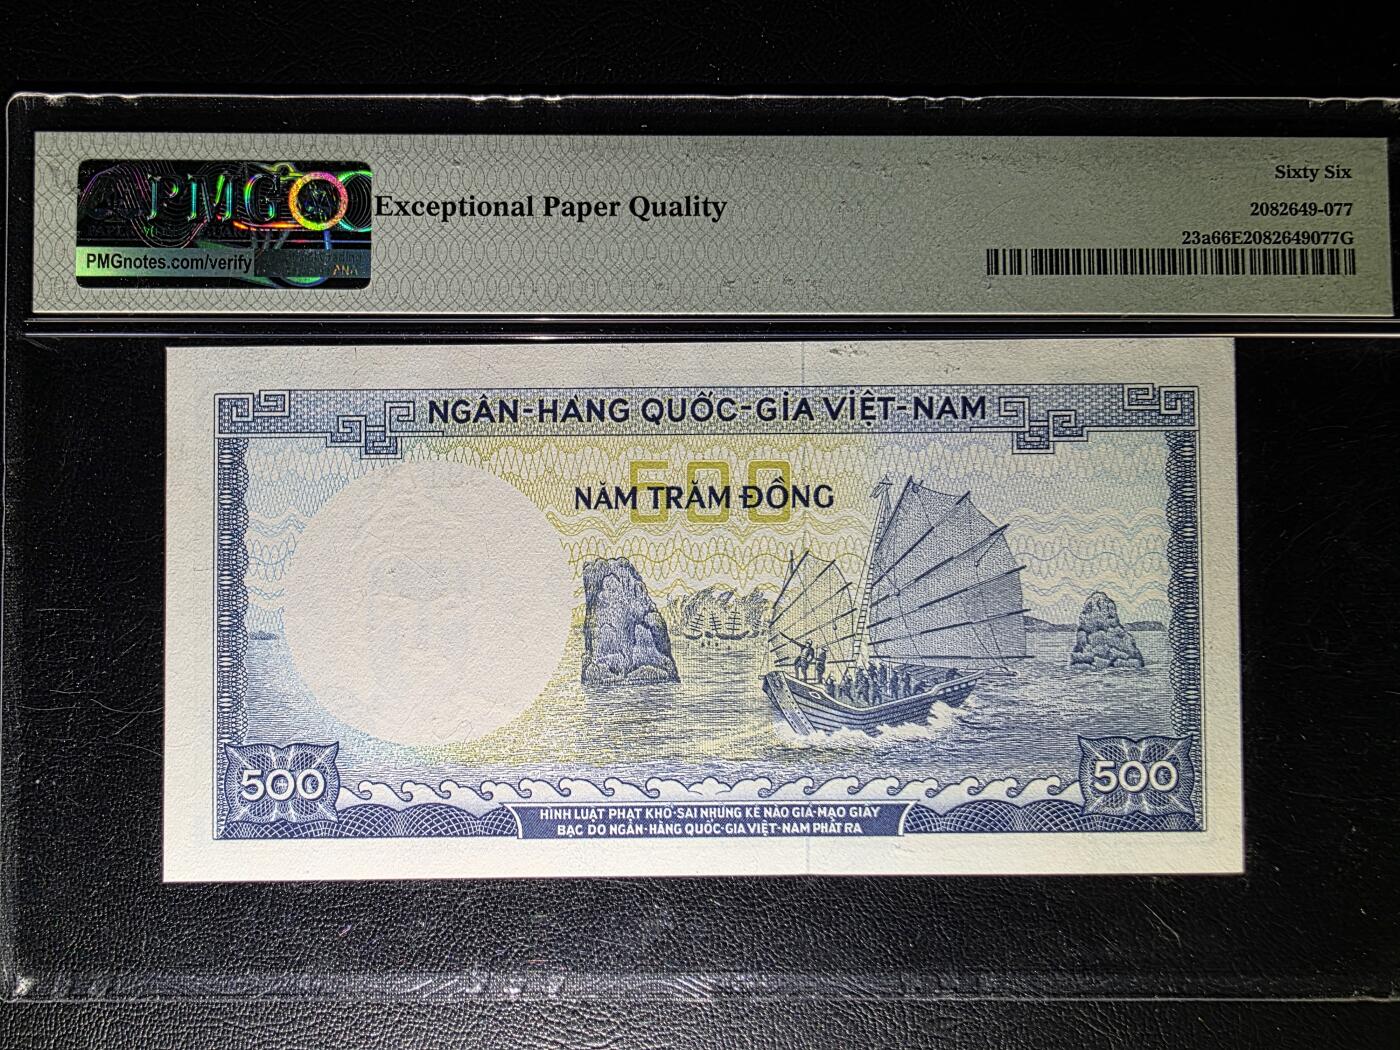 PMG
Exceptional Paper Quality
PMGnotes.com/verify
ANA
Sixty Six
2082649-077
23a66E2082649077G
NGÂN-HÀNG QUỐC-GIA VIỆT-NAM
500
NĂM TRĂM ĐỒNG
500
500
HÌNH LUẬT PHẠT KHỔ-SAI NHỮNG KẺ NÀO GIẢ-MẠO GIẤY
BẠC DO NGÂN-HÀNG QUỐC-GIA VIỆT-NAM PHÁT RA